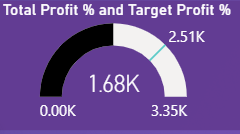 Total Profit % and Target Profit %
2.51K
1.68K
0.00K
3.35K